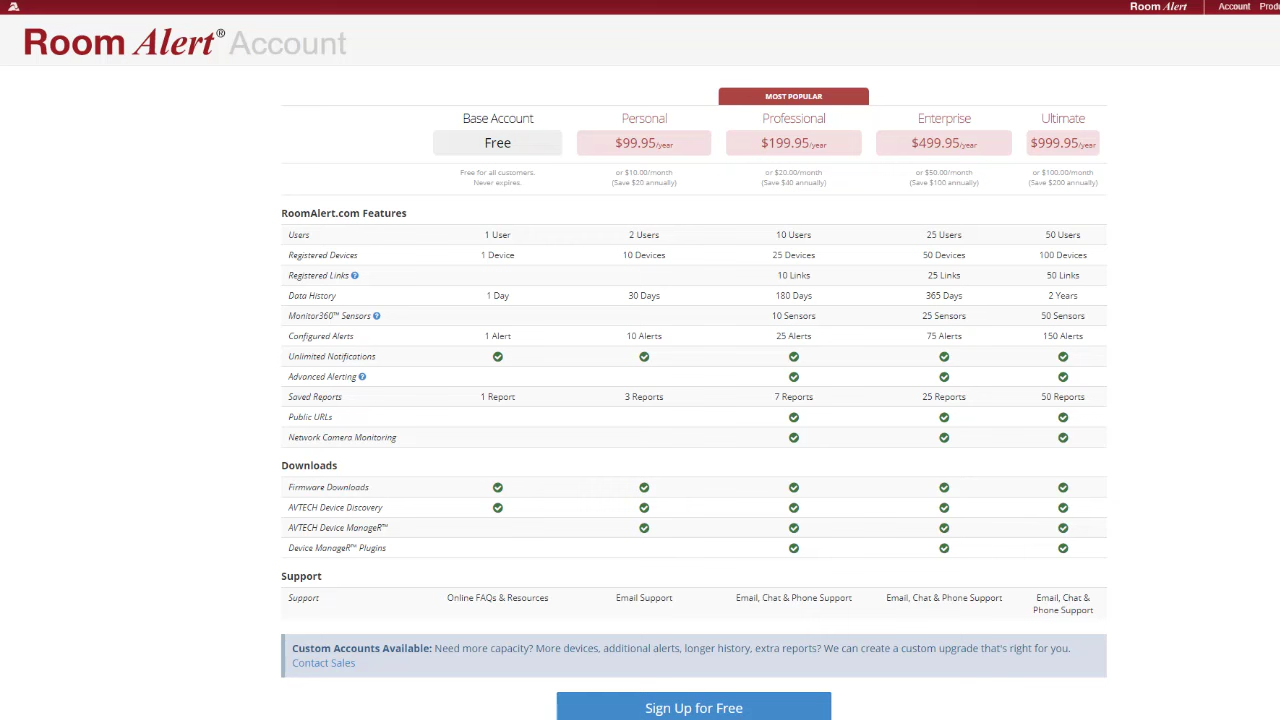 Room Alert Account Produ
Room Alert® Account
MOST POPULAR
Base Account Personal Professional Enterprise Ultimate
Free $99.95/year $199.95/year $499.95/year $999.95/year
Free for all customers. or $10.00/month or $20.00/month or $50.00/month or $100.00/month
Never expires. (Save $20 annually) (Save $40 annually) (Save $100 annually) (Save $200 annually)
RoomAlert.com Features
Users 1 User 2 Users 10 Users 25 Users 50 Users
Registered Devices 1 Device 10 Devices 25 Devices 50 Devices 100 Devices
Registered Links ? 10 Links 25 Links 50 Links
Data History 1 Day 30 Days 180 Days 365 Days 2 Years
Monitor360™ Sensors ? 10 Sensors 25 Sensors 50 Sensors
Configured Alerts 1 Alert 10 Alerts 25 Alerts 75 Alerts 150 Alerts
Unlimited Notifications
Advanced Alerting ?
Saved Reports 1 Report 3 Reports 7 Reports 25 Reports 50 Reports
Public URLs
Network Camera Monitoring
Downloads
Firmware Downloads
AVTECH Device Discovery
AVTECH Device ManageR™
Device ManageR™ Plugins
Support
Support Online FAQs & Resources Email Support Email, Chat & Phone Support Email, Chat & Phone Support Email, Chat &
Phone Support
Custom Accounts Available: Need more capacity? More devices, additional alerts, longer history, extra reports? We can create a custom upgrade that's right for you.
Contact Sales
Sign Up for Free